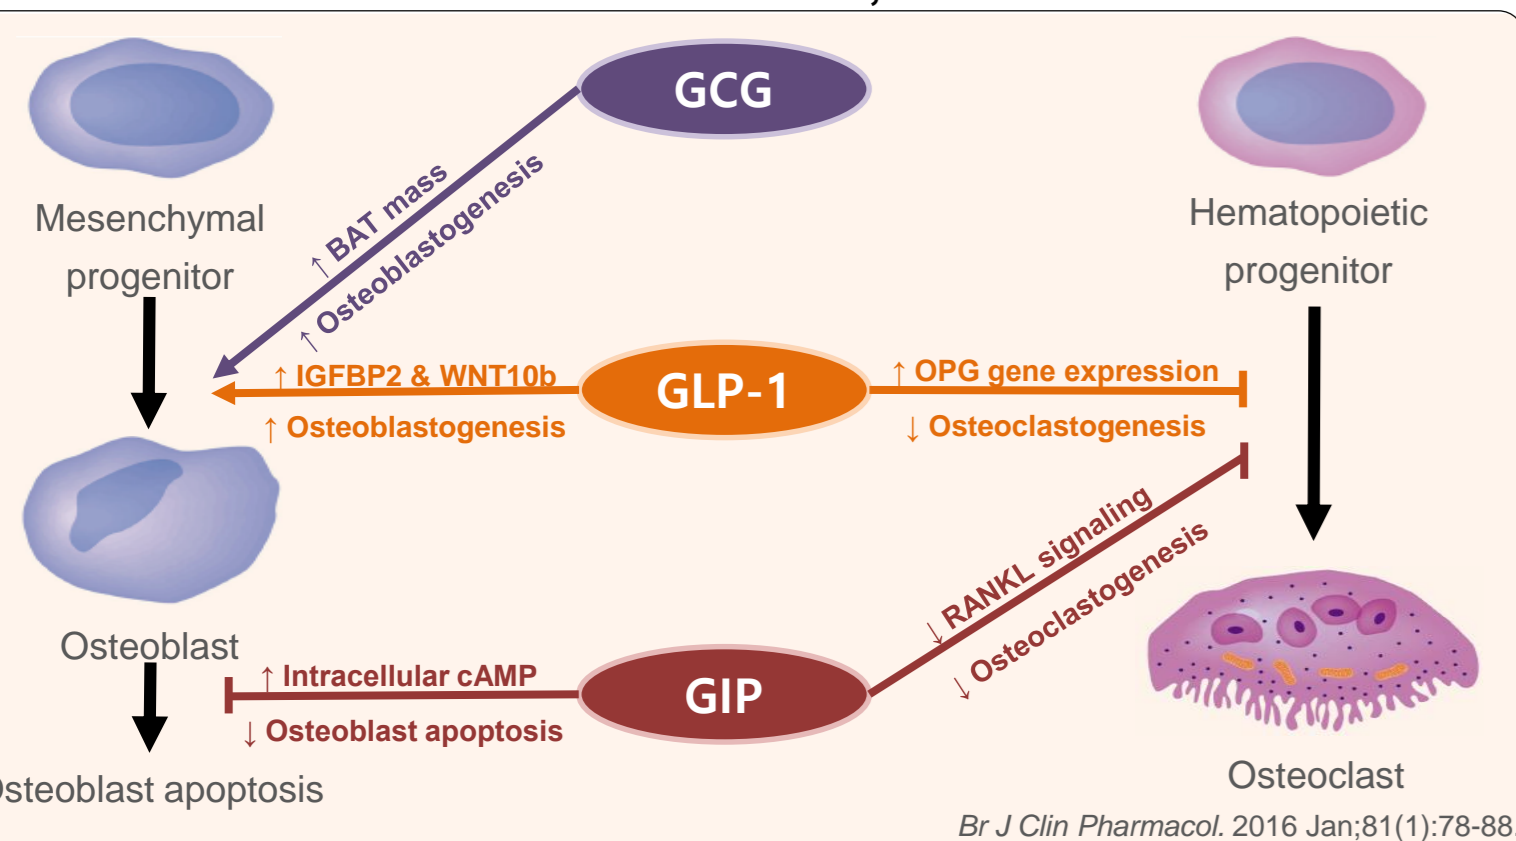 GCG
Mesenchymal
progenitor
Hematopoietic
progenitor
↑ BAT mass
↑ Osteoblastogenesis
↑ IGFBP2 & WNT10b
↑ Osteoblastogenesis
GLP-1
↑ OPG gene expression
↓ Osteoclastogenesis
Osteoblast
↑ Intracellular cAMP
↓ Osteoblast apoptosis
GIP
↓ RANKL signaling
↓ Osteoclastogenesis
steoblast apoptosis
Osteoclast
Br J Clin Pharmacol. 2016 Jan;81(1):78-88.